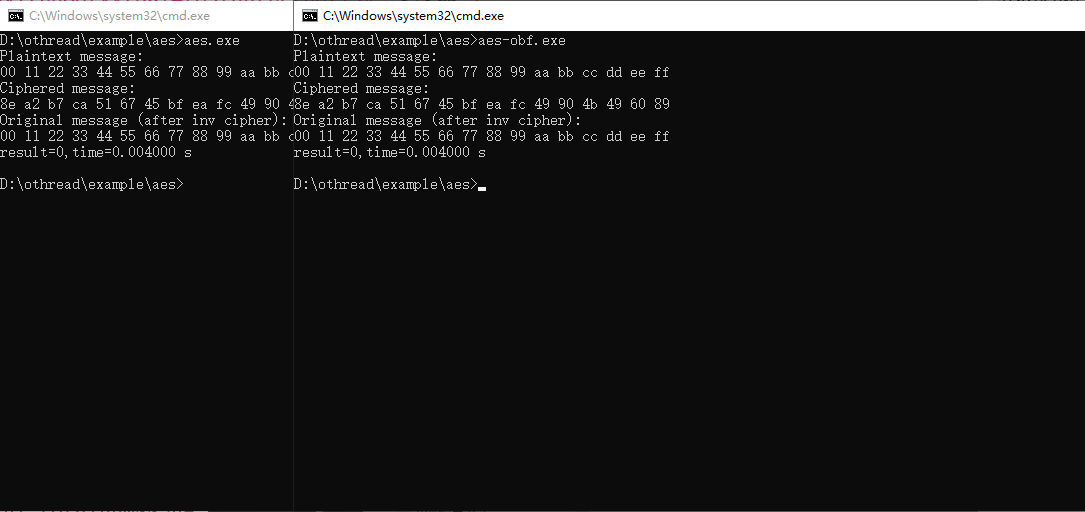 C:\Windows\system32\cmd.exe
D:\othread\example\aes>aes.exe
Plaintext message:
00 11 22 33 44 55 66 77 88 99 aa bb c
Ciphered message:
8e a2 b7 ca 51 67 45 bf ea fc 49 90 4
Original message (after inv cipher):
00 11 22 33 44 55 66 77 88 99 aa bb c
result=0,time=0.004000 s
D:\othread\example\aes>
C:\Windows\system32\cmd.exe
D:\othread\example\aes>aes-obf.exe
Plaintext message:
00 11 22 33 44 55 66 77 88 99 aa bb cc dd ee ff
Ciphered message:
8e a2 b7 ca 51 67 45 bf ea fc 49 90 4b 49 60 89
Original message (after inv cipher):
00 11 22 33 44 55 66 77 88 99 aa bb cc dd ee ff
result=0,time=0.004000 s
D:\othread\example\aes>